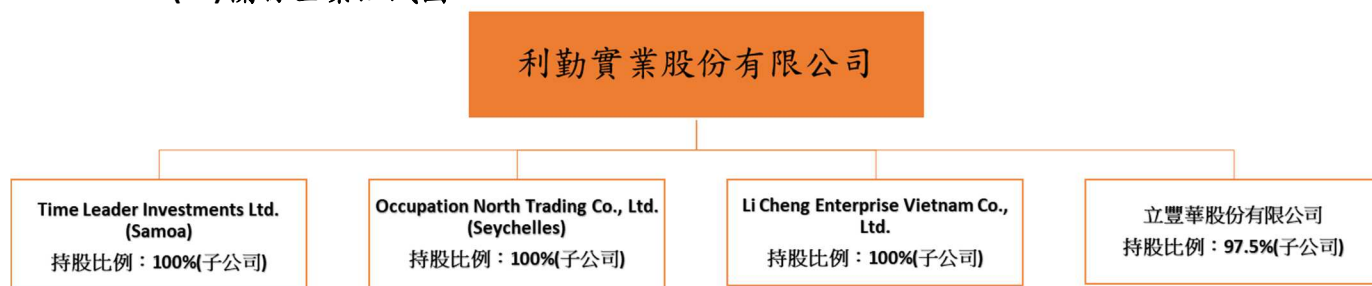 利勤實業股份有限公司
Time Leader Investments Ltd.
(Samoa)
持股比例：100%(子公司)
Occupation North Trading Co., Ltd.
(Seychelles)
持股比例：100%(子公司)
Li Cheng Enterprise Vietnam Co.,
Ltd.
持股比例：100%(子公司)
立豐華股份有限公司
持股比例：97.5%(子公司)